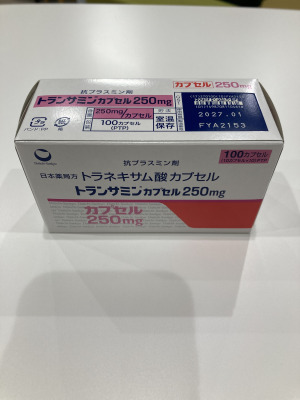 抗プラスミン剤
トランサミンカプセル250mg
カプセル250mg
250mg/
カプセル
100カプセル
(PTP)
室温
保存
2027.01
FYA2153
抗プラスミン剤
日本薬局方 トラネキサム酸カプセル
トランサミンカプセル250mg
100カプセル
カプセル
250mg